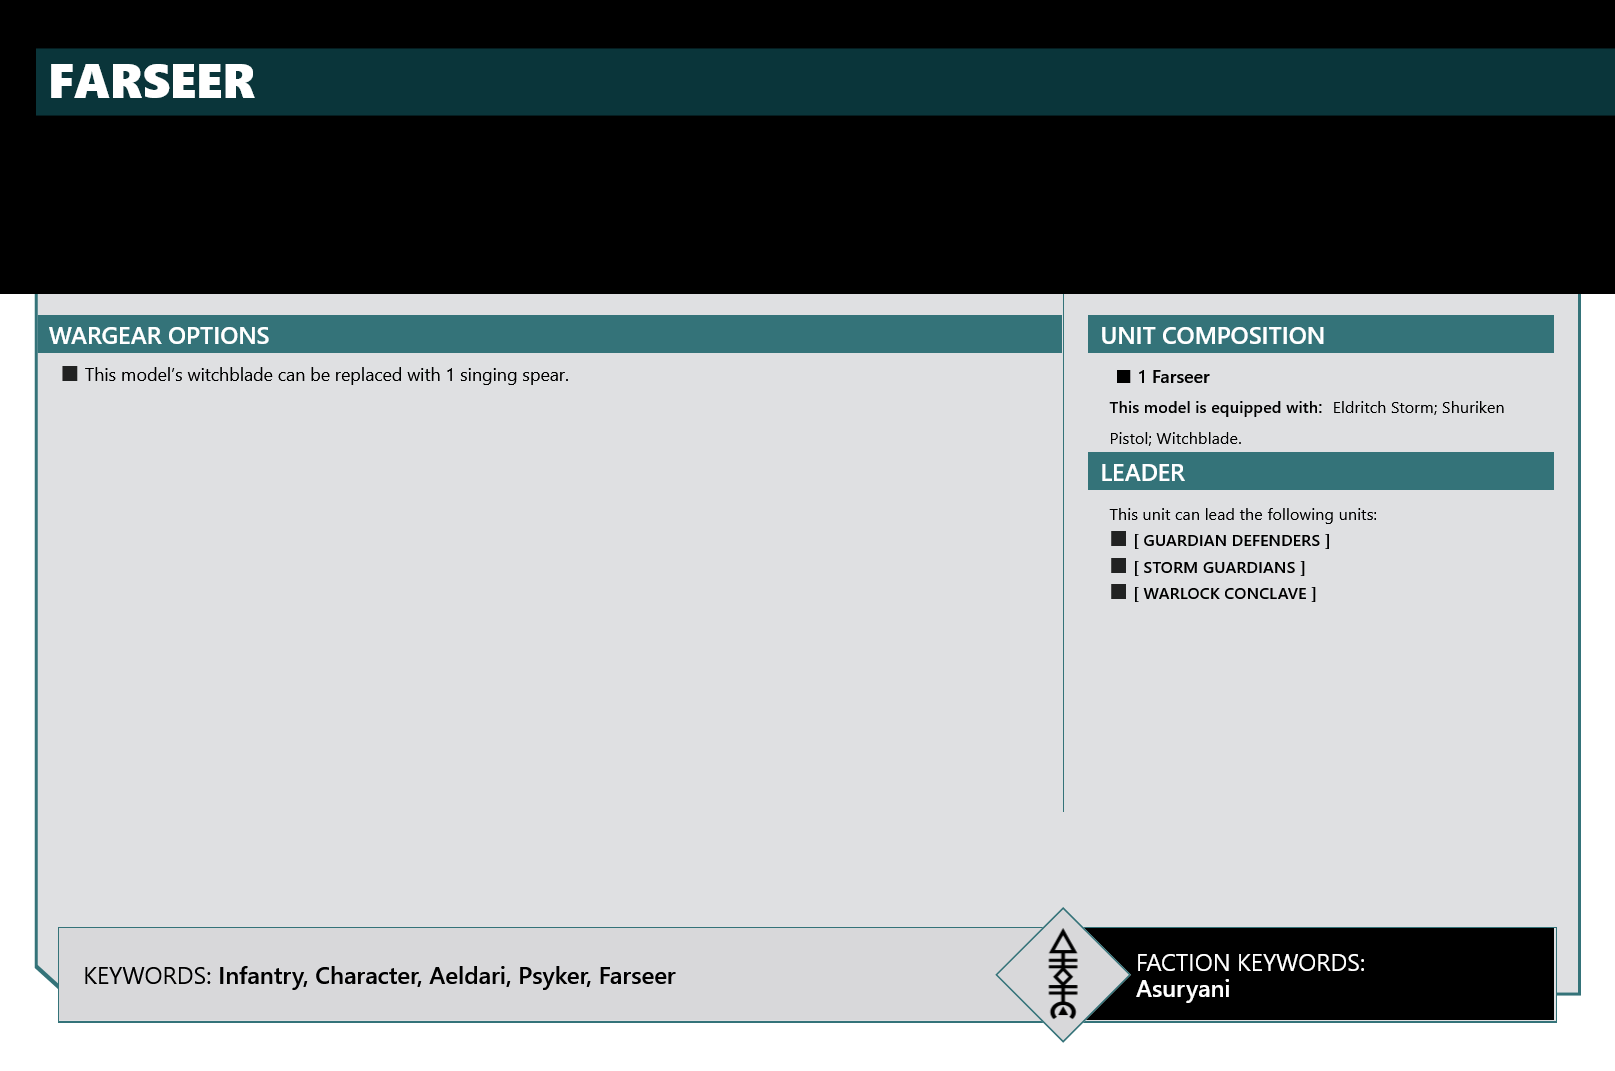 FARSEER
WARGEAR OPTIONS
■ This model's witchblade can be replaced with 1 singing spear.
UNIT COMPOSITION
■ 1 Farseer
This model is equipped with: Eldritch Storm; Shuriken
Pistol; Witchblade.
LEADER
This unit can lead the following units:
■ [ GUARDIAN DEFENDERS ]
■ [ STORM GUARDIANS ]
■ [ WARLOCK CONCLAVE ]
KEYWORDS: Infantry, Character, Aeldari, Psyker, Farseer
FACTION KEYWORDS:
Asuryani